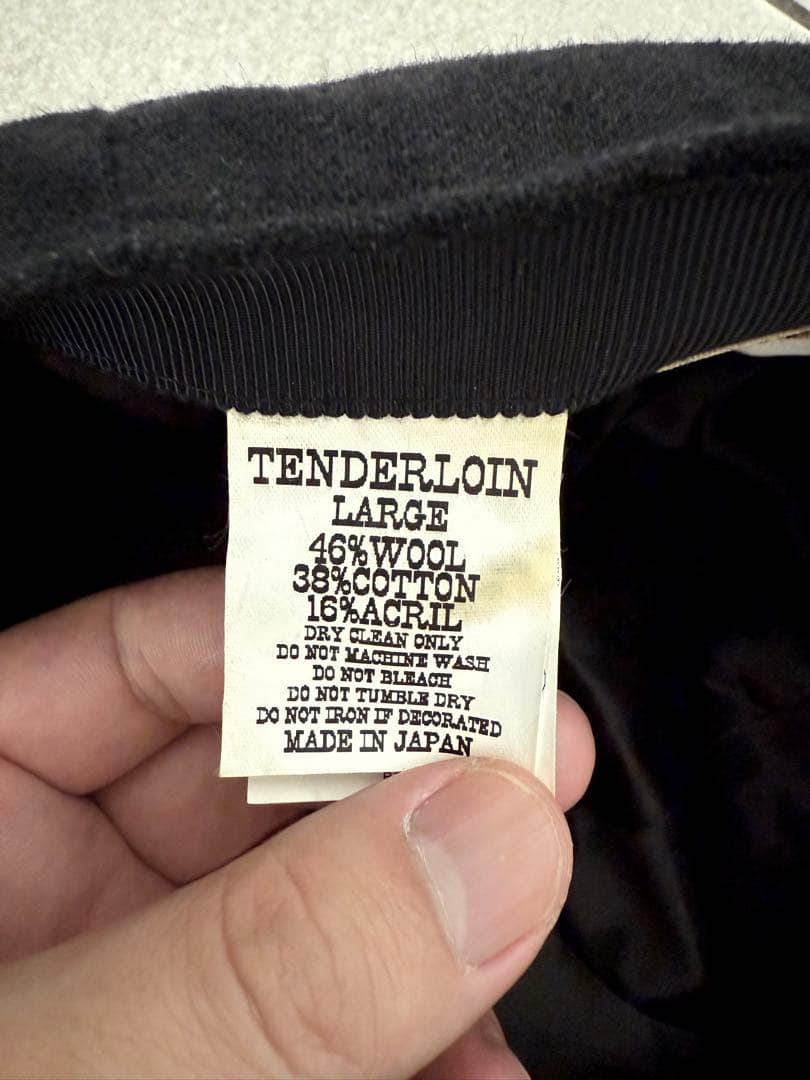 TENDERLOIN
LARGE
46%WOOL
38%COTTON
16%ACRIL
DRY CLEAN ONLY
DO NOT MACHINE WASH
DO NOT BLEACH
DO NOT TUMBLE DRY
DO NOT IRON IF DECORATED
MADE IN JAPAN